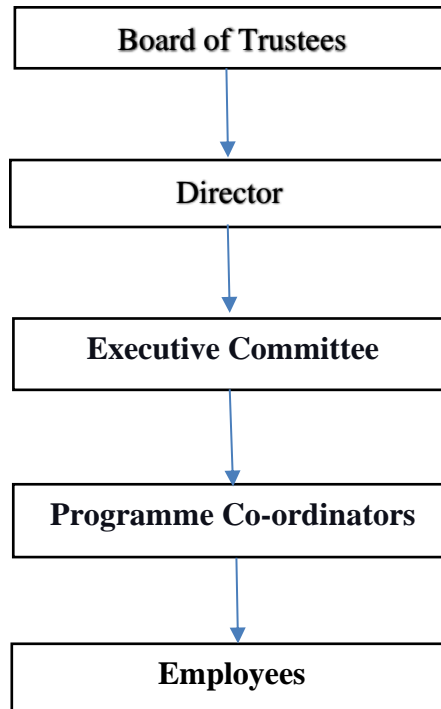 Board of Trustees
Director
Executive Committee
Programme Co-ordinators
Employees